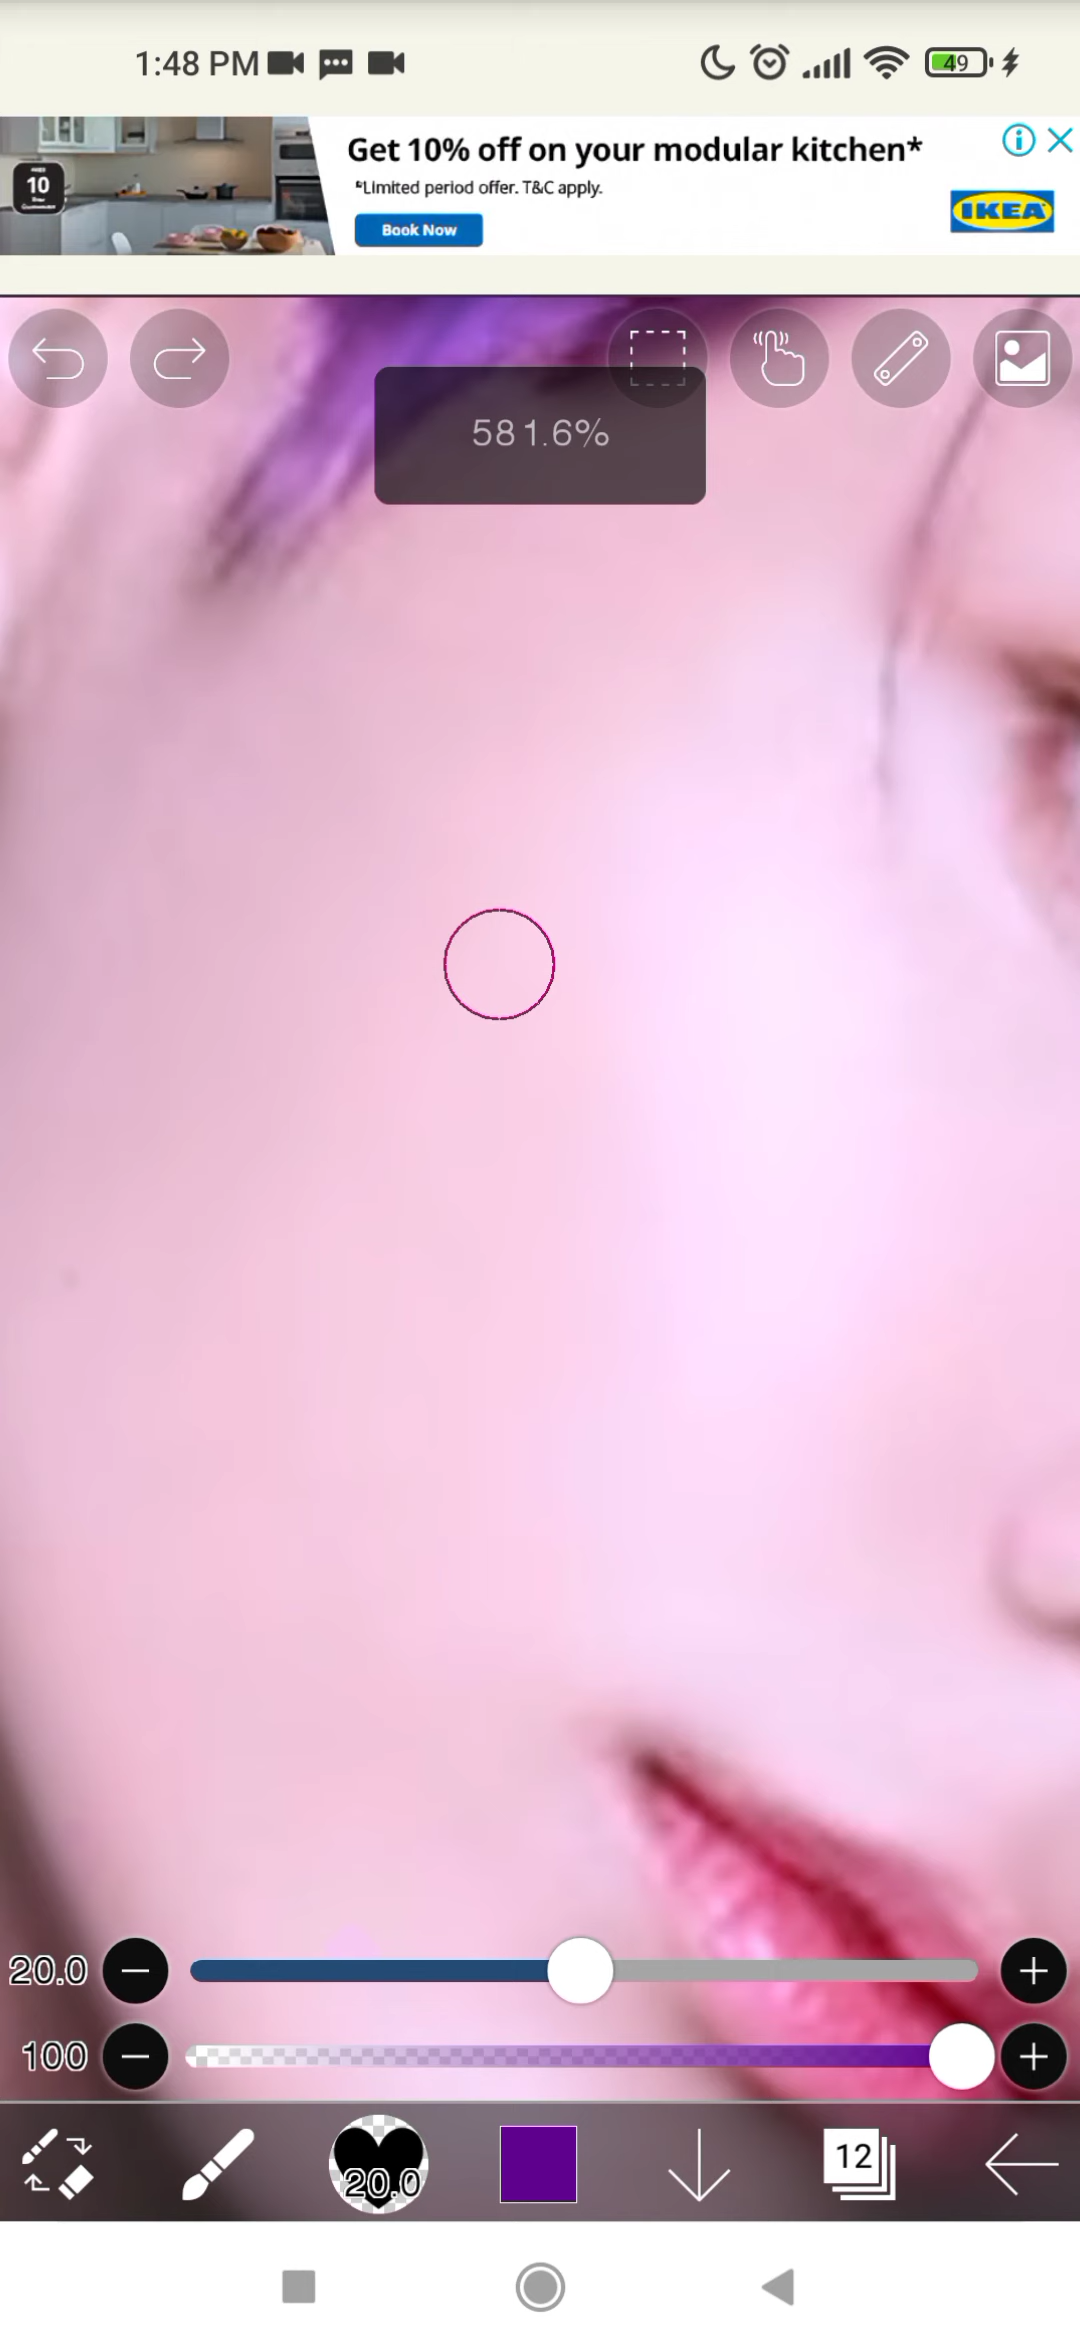 1:48 PM
49
Get 10% off on your modular kitchen*
*Limited period offer. T&C apply.
10
Book Now
IKEA
581.6%
20.0
100
20.0
12